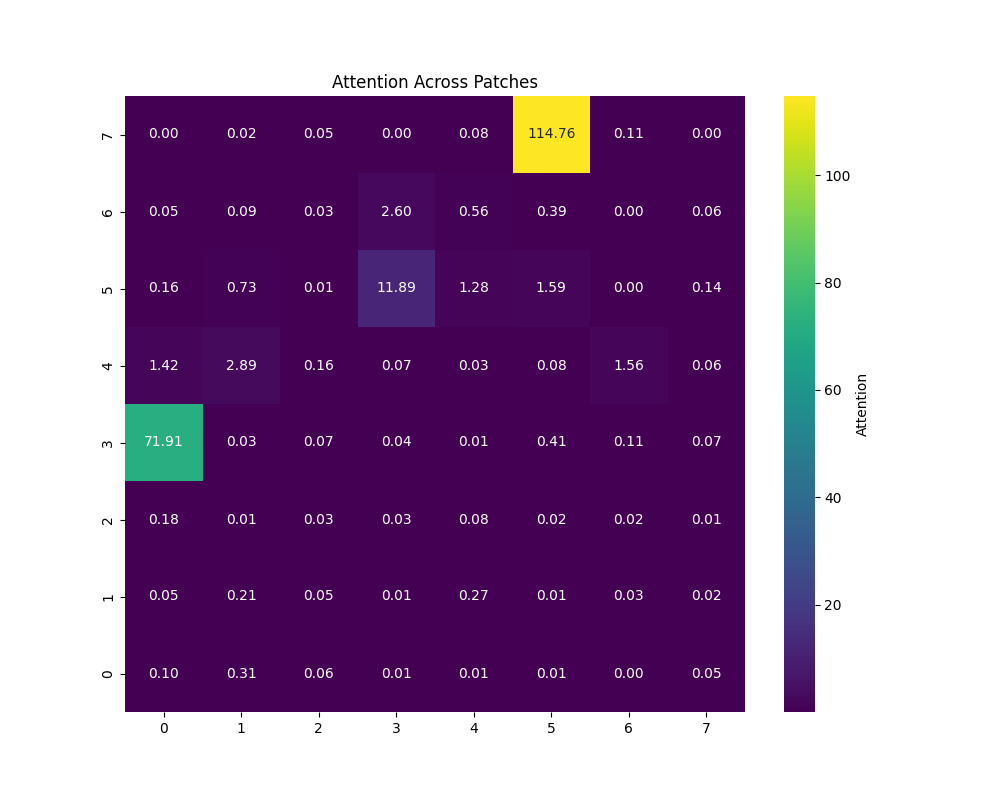 Attention Across Patches
7 0.00 0.02 0.05 0.00 0.08 114.76 0.11 0.00
100
6 0.05 0.09 0.03 2.60 0.56 0.39 0.00 0.06
80
5 0.16 0.73 0.01 11.89 1.28 1.59 0.00 0.14
4 1.42 2.89 0.16 0.07 0.03 0.08 1.56 0.06
60
Attention
3 71.91 0.03 0.07 0.04 0.01 0.41 0.11 0.07
40
2 0.18 0.01 0.03 0.03 0.08 0.02 0.02 0.01
1 0.05 0.21 0.05 0.01 0.27 0.01 0.03 0.02
20
0 0.10 0.31 0.06 0.01 0.01 0.01 0.00 0.05
0 1 2 3 4 5 6 7